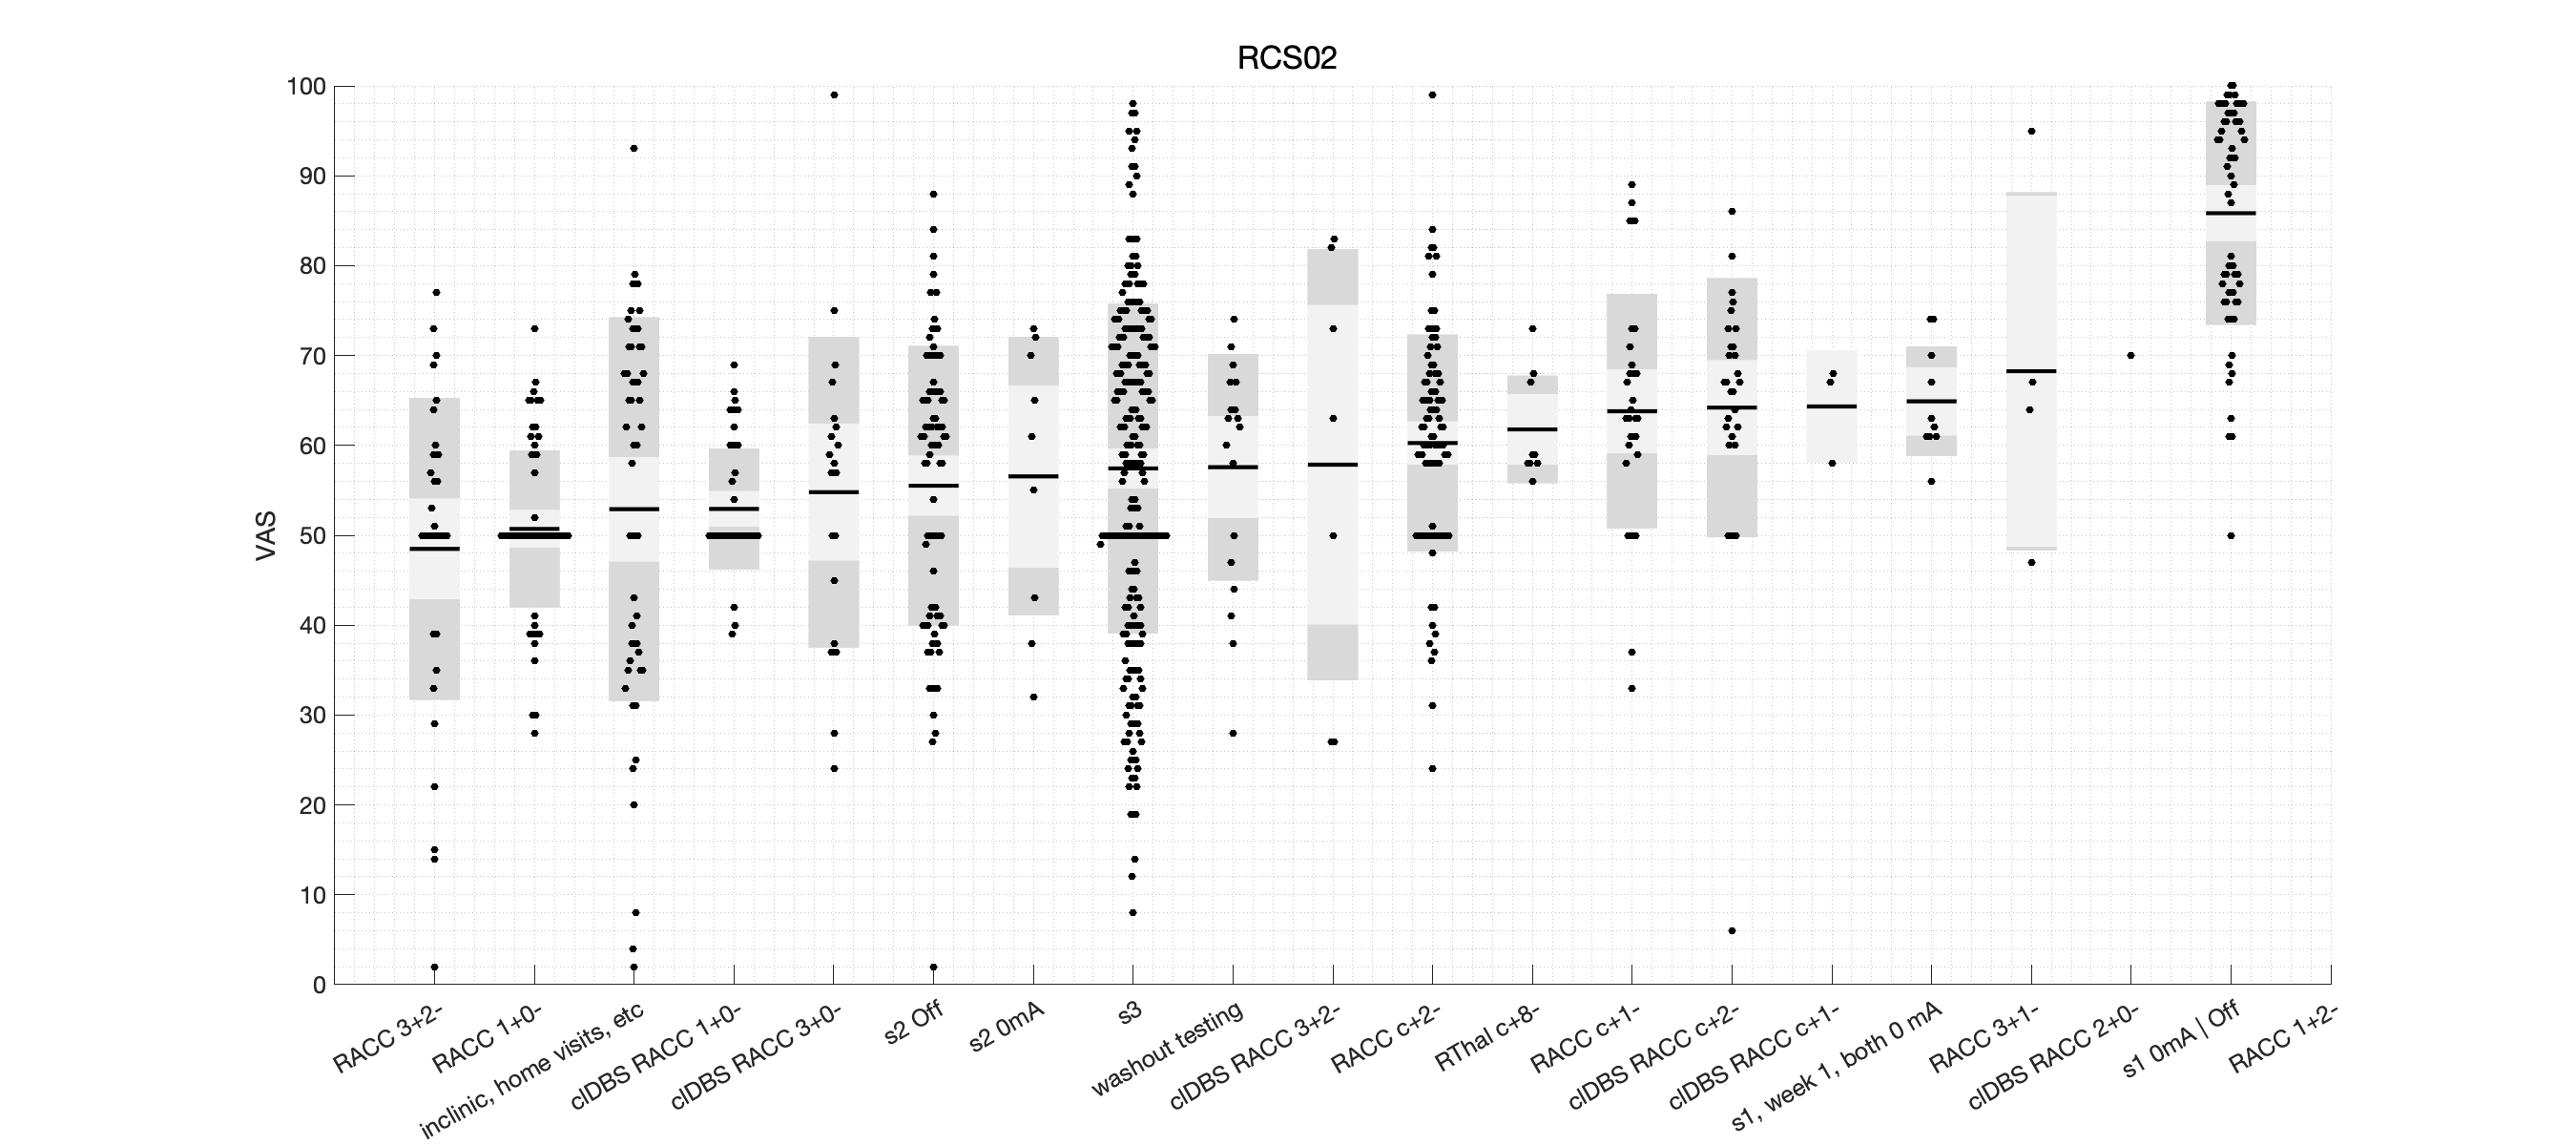 RCS02
100
90
80
70
60
50
40
30
20
10
0
VAS
RACC 3+2-
RACC 1+0-
inclinic, home visits, etc
clDBS RACC 1+0-
clDBS RACC 3+0-
s2 Off
s2 0mA
s3
washout testing
clDBS RACC 3+2-
RACC c+2-
RThal c+8-
RACC c+1-
clDBS RACC c+2-
clDBS RACC c+1-
s1, week 1, both 0 mA
RACC 3+1-
clDBS RACC 2+0-
s1 0mA | Off
RACC 1+2-